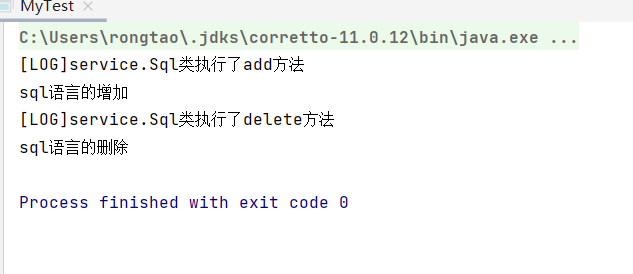 MyTest ×
C:\Users\rongtao\.jdks\corretto-11.0.12\bin\java.exe ...
[LOG]service.Sql类执行了add方法
sql语言的增加
[LOG]service.Sql类执行了delete方法
sql语言的删除
Process finished with exit code 0